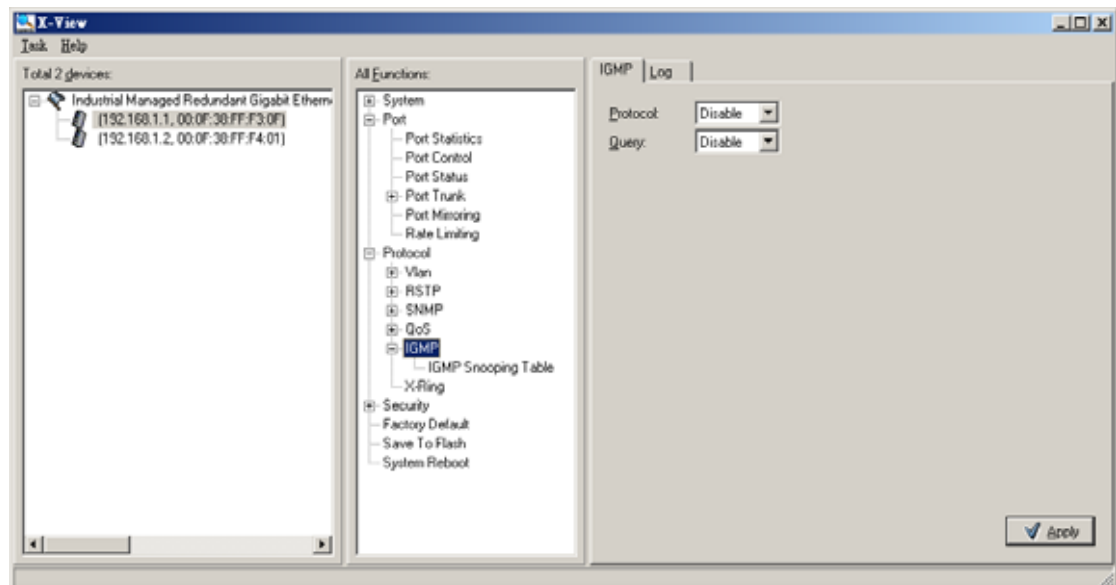 X-View
Task Help
Total 2 devices:
Industrial Managed Redundant Gigabit Ethern
(192.168.1.1, 00:0F:38:FF:F3:0F)
(192.168.1.2, 00:0F:38:FF:F4:01)
All Functions:
System
Port
Port Statistics
Port Control
Port Status
Port Trunk
Port Mirroring
Rate Limiting
Protocol
Vlan
RSTP
SNMP
QoS
IGMP
IGMP Snooping Table
X-Ring
Security
Factory Default
Save To Flash
System Reboot
IGMP Log
Protocol: Disable
Query: Disable
Apply